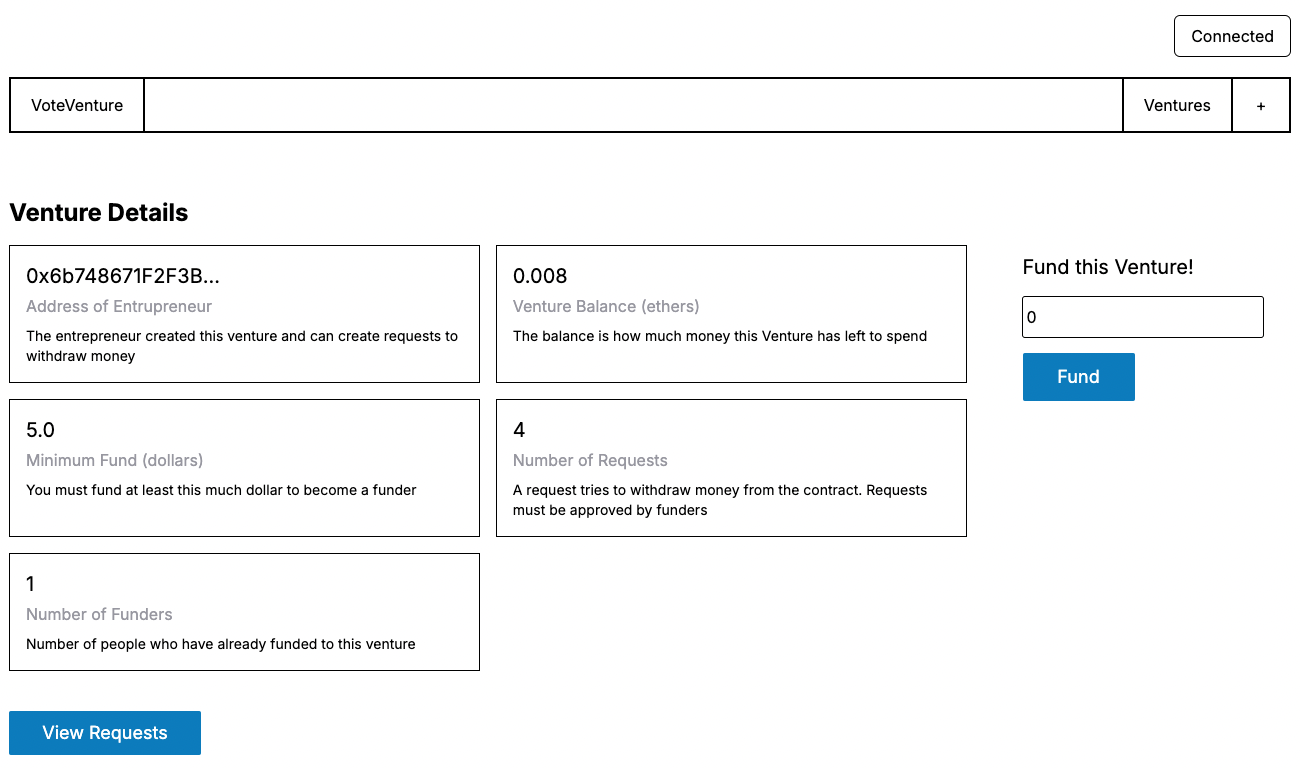 Connected
VoteVenture
Ventures
+
Venture Details
0x6b748671F2F3B...
Address of Entrupreneur
The entrepreneur created this venture and can create requests to
withdraw money
0.008
Venture Balance (ethers)
The balance is how much money this Venture has left to spend
5.0
Minimum Fund (dollars)
You must fund at least this much dollar to become a funder
4
Number of Requests
A request tries to withdraw money from the contract. Requests
must be approved by funders
1
Number of Funders
Number of people who have already funded to this venture
View Requests
Fund this Venture!
0
Fund